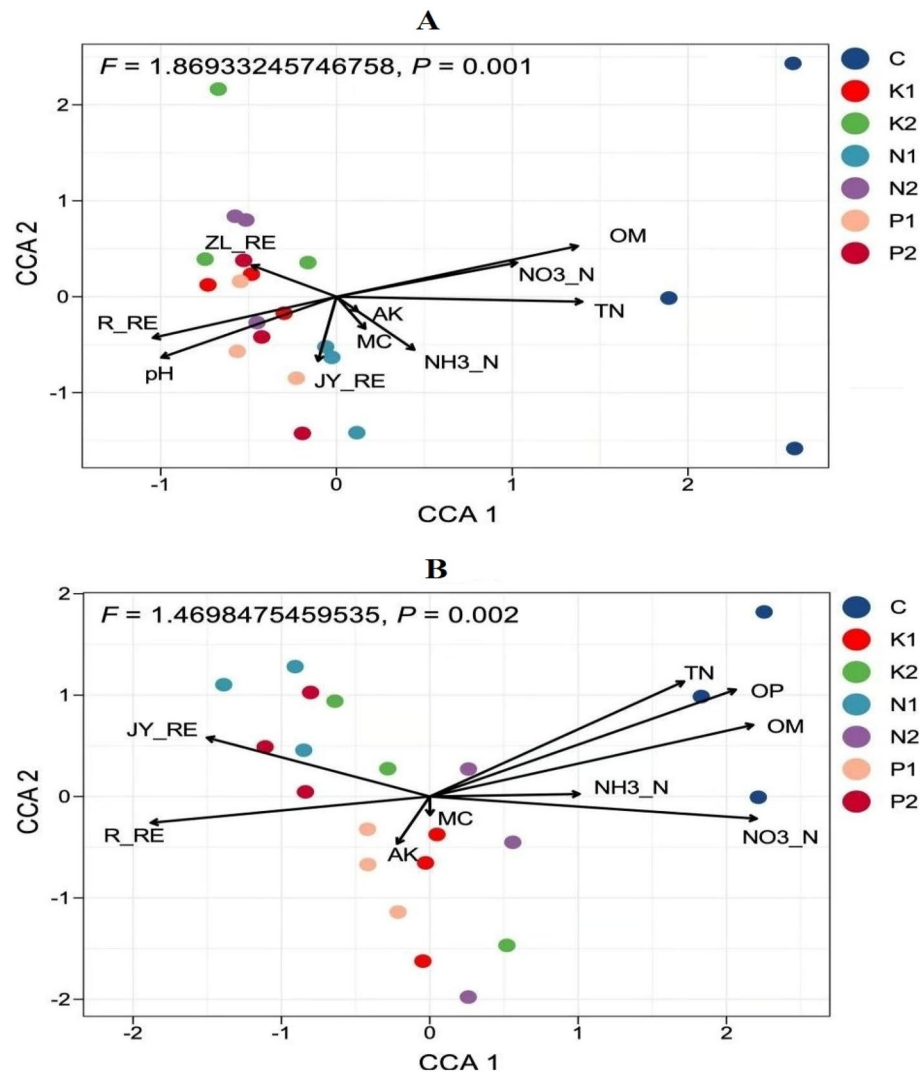 A
F = 1.86933245746758, P = 0.001
C
K1
K2
N1
N2
P1
P2
2
1
0
-1
CCA 2
ZL_RE
OM
NO3_N
TN
AK
MC
NH3_N
R_RE
pH
JY_RE
-1
0
1
2
CCA 1
B
F = 1.4698475459535, P = 0.002
C
K1
K2
N1
N2
P1
P2
2
1
0
-1
-2
CCA 2
TN
OP
OM
JY_RE
NH3_N
MC
R_RE
NO3_N
AK
-2
-1
0
1
2
CCA 1